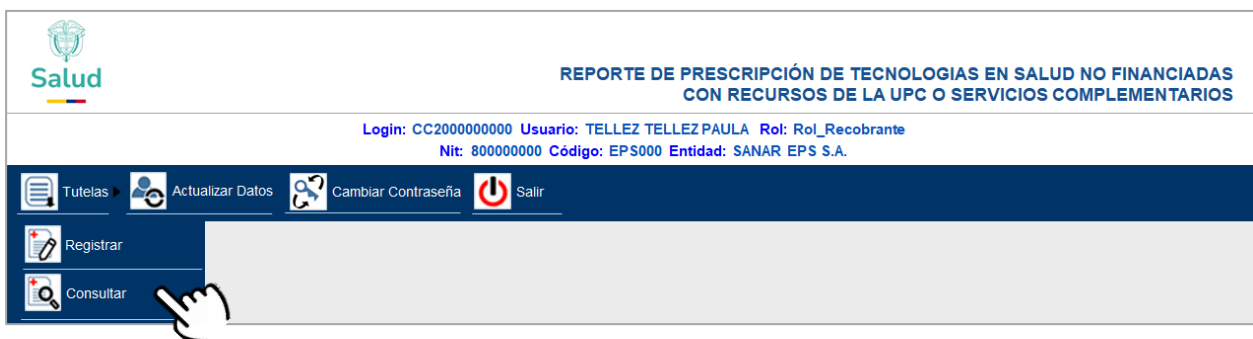 Salud
REPORTE DE PRESCRIPCIÓN DE TECNOLOGIAS EN SALUD NO FINANCIADAS
CON RECURSOS DE LA UPC O SERVICIOS COMPLEMENTARIOS
Login: CC2000000000 Usuario: TELLEZ TELLEZ PAULA Rol: Rol_Recobrante
Nit: 800000000 Código: EPS000 Entidad: SANAR EPS S.A.
Tutelas Actualizar Datos Cambiar Contraseña Salir
Registrar
Consultar